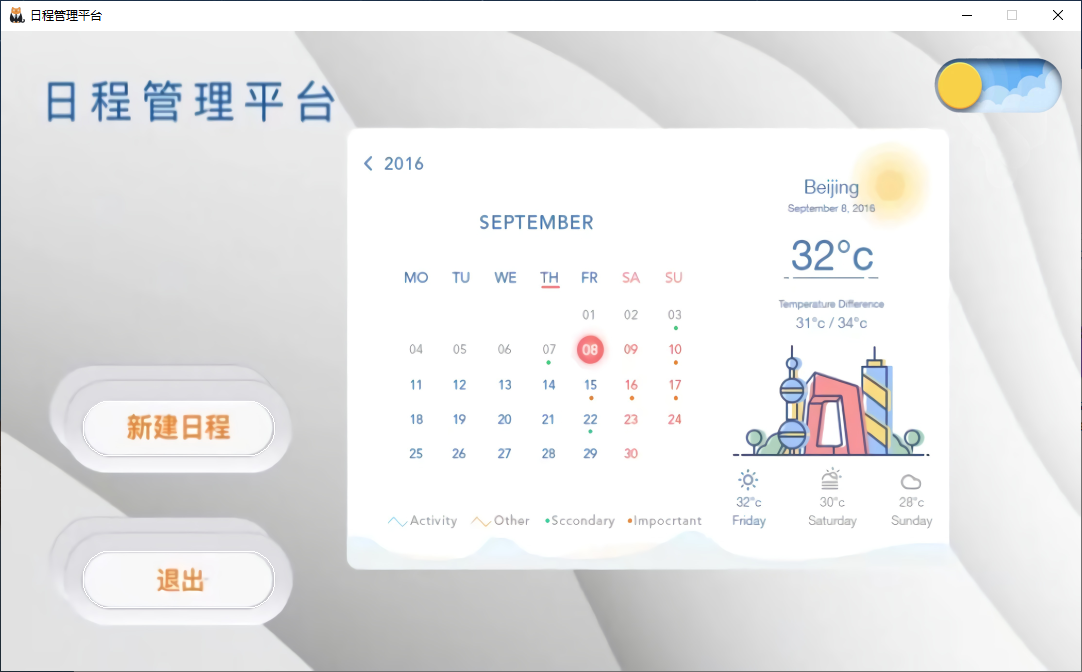 日程管理平台
日程管理平台
2016
SEPTEMBER
MO TU WE TH FR SA SU
01 02 03
04 05 06 07 08 09 10
11 12 13 14 15 16 17
18 19 20 21 22 23 24
25 26 27 28 29 30
Activity Other Sccondary Impocrtant
Beijing
September 8, 2016
32°c
Temperature Difference
31°c / 34°c
32°c 30°c 28°c
Friday Saturday Sunday
新建日程
退出